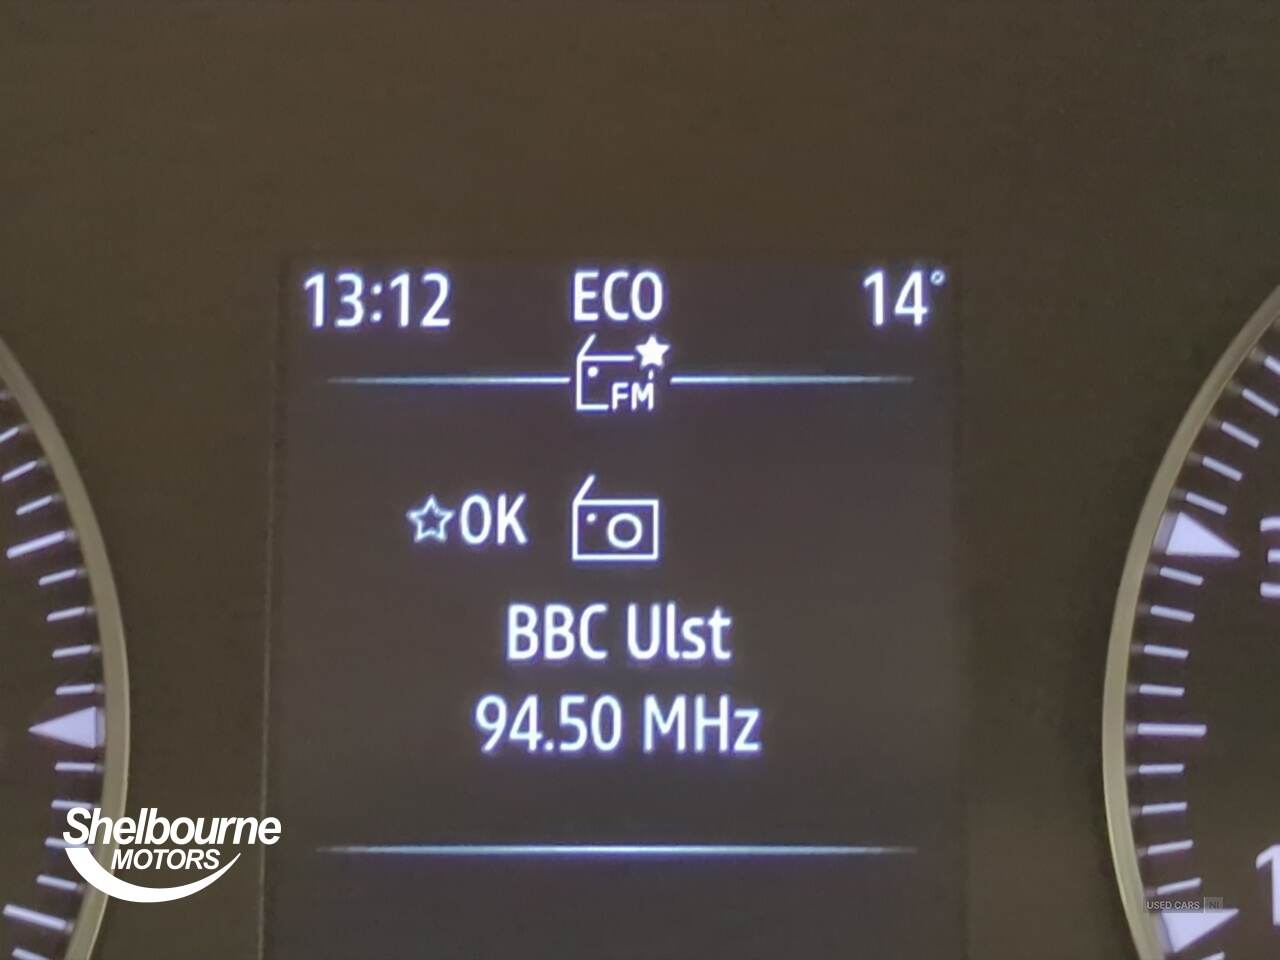 13:12 ECO 14°
FM
OK
BBC Ulst
94.50 MHz
Shelbourne
MOTORS
USED CARS NI